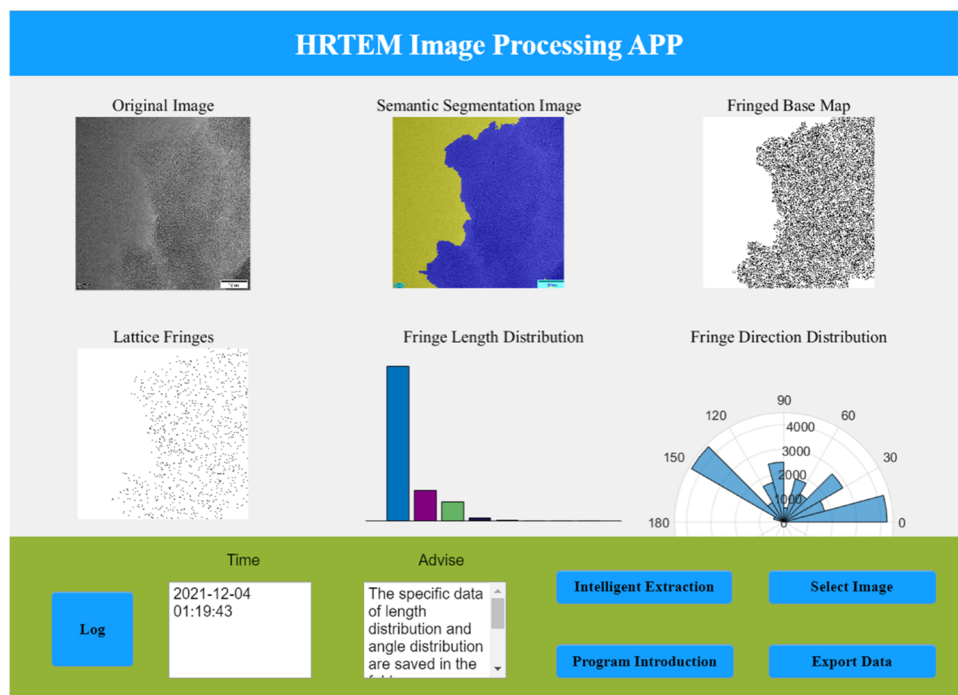 HRTEM Image Processing APP
Original Image
Semantic Segmentation Image
Fringed Base Map
Lattice Fringes
Fringe Length Distribution
Fringe Direction Distribution
90
120
60
4000
150
3000
30
2000
1000
180
0
0
Time
Advise
2021-12-04
01:19:43
The specific data
of length
distribution and
angle distribution
are saved in the
Log
Intelligent Extraction
Select Image
Program Introduction
Export Data